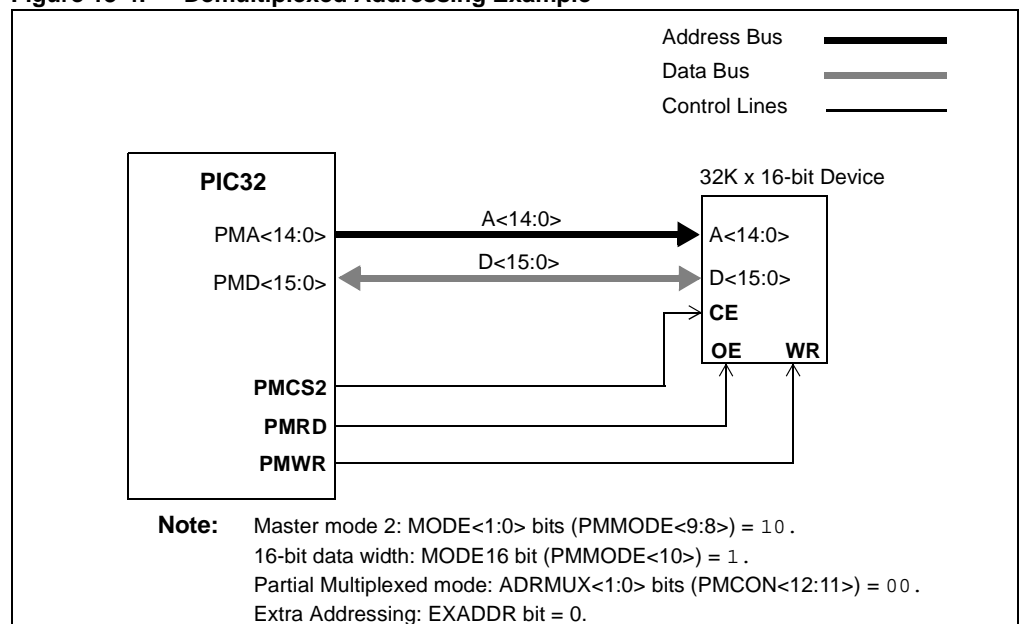 Figure 13-4: Demultiplexed Addressing Example
Address Bus
Data Bus
Control Lines
PIC32
32K x 16-bit Device
PMA<14:0>
A<14:0>
A<14:0>
PMD<15:0>
D<15:0>
D<15:0>
CE
OE WR
PMCS2
PMRD
PMWR
Note: Master mode 2: MODE<1:0> bits (PMMODE<9:8>) = 10.
16-bit data width: MODE16 bit (PMMODE<10>) = 1.
Partial Multiplexed mode: ADRMUX<1:0> bits (PMCON<12:11>) = 00.
Extra Addressing: EXADDR bit = 0.